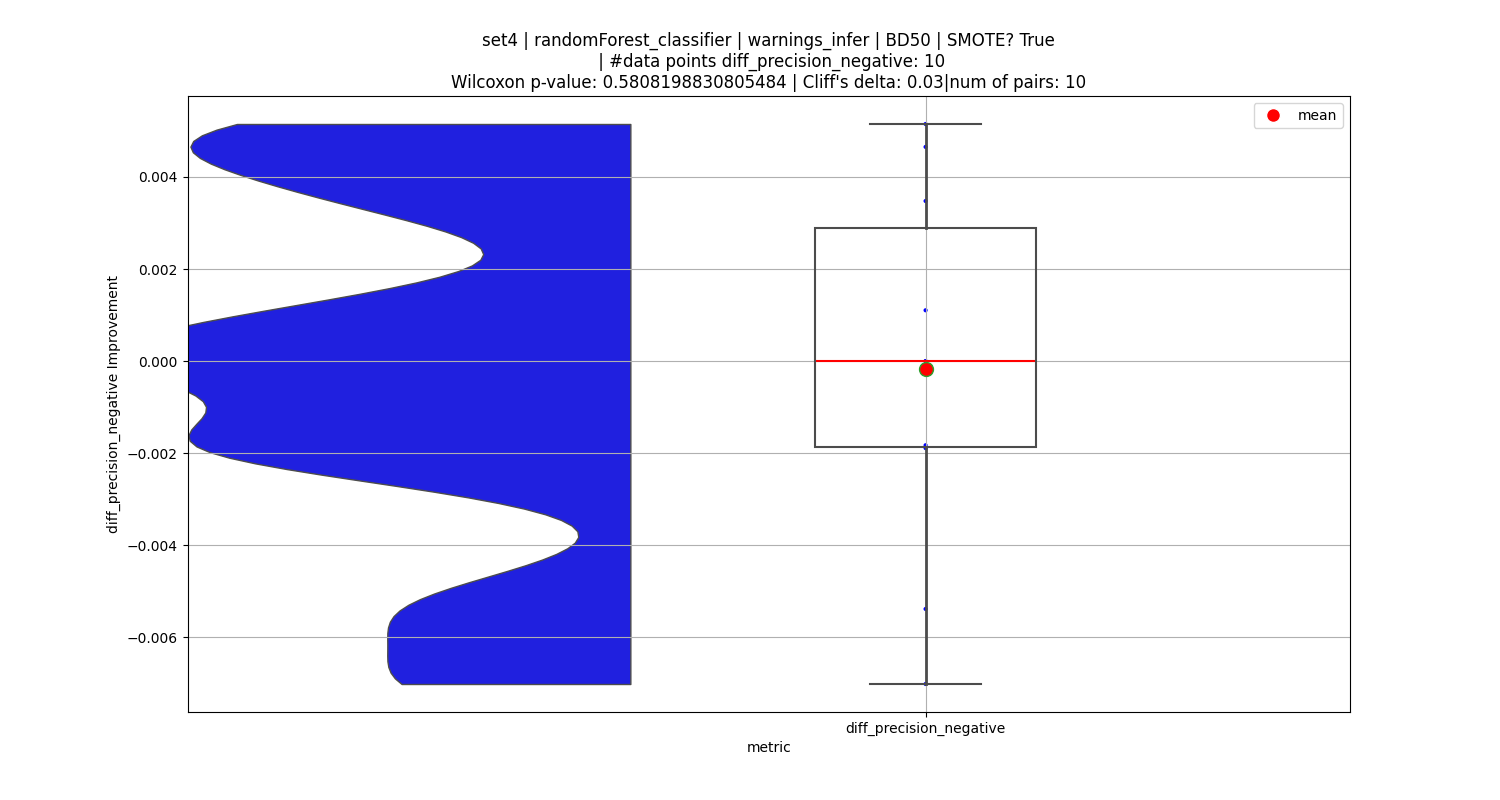 set4 | randomForest_classifier | warnings_infer | BD50 | SMOTE? True
| #data points diff_precision_negative: 10
Wilcoxon p-value: 0.5808198830805484 | Cliff's delta: 0.03|num of pairs: 10
mean
0.004
0.002
0.000
−0.002
−0.004
−0.006
diff_precision_negative Improvement
diff_precision_negative
metric